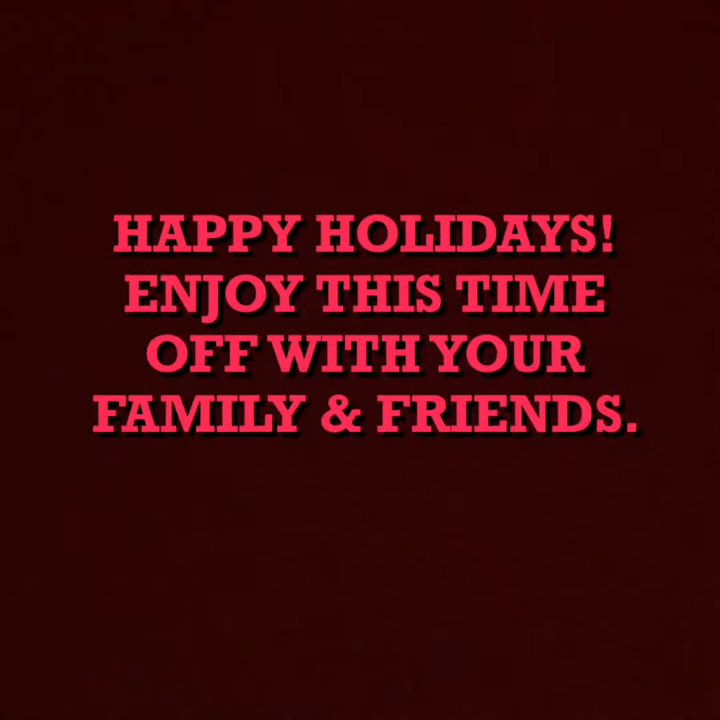 HAPPY HOLIDAYS!
ENJOY THIS TIME
OFF WITH YOUR
FAMILY & FRIENDS.